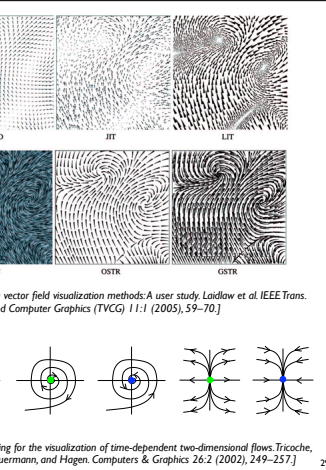 JIT
LIT
OSTR
GSTR
vector field visualization methods: A user study. Laidlaw et al. IEEE Trans.
Computer Graphics (TVCG) 11:1 (2005), 59–70.]
for the visualization of time-dependent two-dimensional flows. Tricoche,
and Hagen. Computers & Graphics 26:2 (2002), 249–257.]